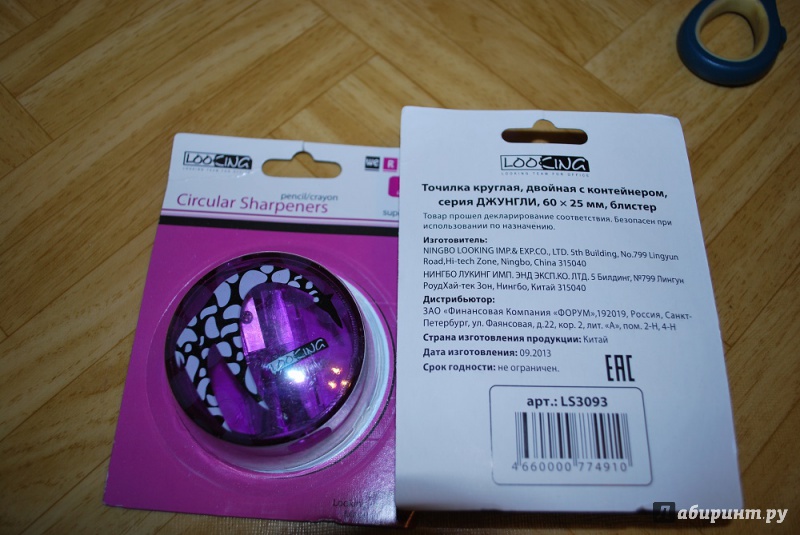 LOOKING
LOOKING TEAM FOR OFFICE
we R
pencil/crayon
Circular Sharpeners
LOOKING
LOOKING
LOOKING TEAM FOR OFFICE
Точилка круглая, двойная с контейнером,
серия ДЖУНГЛИ, 60 × 25 мм, блистер
Товар прошел декларирование соответствия. Безопасен при
использовании по назначению.
Изготовитель:
NINGBO LOOKING IMP.& EXP.CO., LTD. 5th Building, No.799 Lingyun
Road,Hi-tech Zone, Ningbo, China 315040
НИНГБО ЛУКИНГ ИМП. ЭНД ЭКСП.КО. ЛТД. 5 Билдинг, №799 Лингун
РоудХай-тек Зон, Нингбо, Китай 315040
Дистрибьютор:
ЗАО «Финансовая Компания «ФОРУМ»,192019, Россия, Санкт-
Петербург, ул. Фаянсовая, д.22, кор. 2, лит. «А», пом. 2-Н, 4-Н
Страна изготовления продукции: Китай
Дата изготовления: 09.2013
Срок годности: не ограничен.
EAC
арт.: LS3093
4 660000 774910
Лабиринт.ру